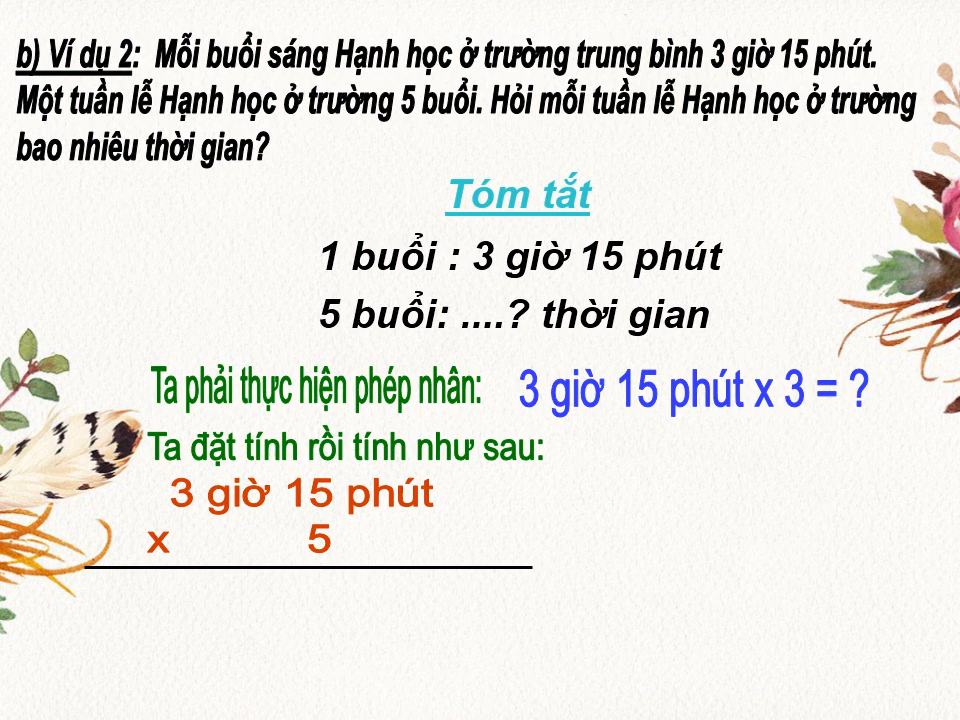 b) Ví dụ 2: Mỗi buổi sáng Hạnh học ở trường trung bình 3 giờ 15 phút.
Một tuần lễ Hạnh học ở trường 5 buổi. Hỏi mỗi tuần lễ Hạnh học ở trường
bao nhiêu thời gian?
Tóm tắt
1 buổi : 3 giờ 15 phút
5 buổi: ....? thời gian
Ta phải thực hiện phép nhân: 3 giờ 15 phút x 3 = ?
Ta đặt tính rồi tính như sau:
3 giờ 15 phút
x 5